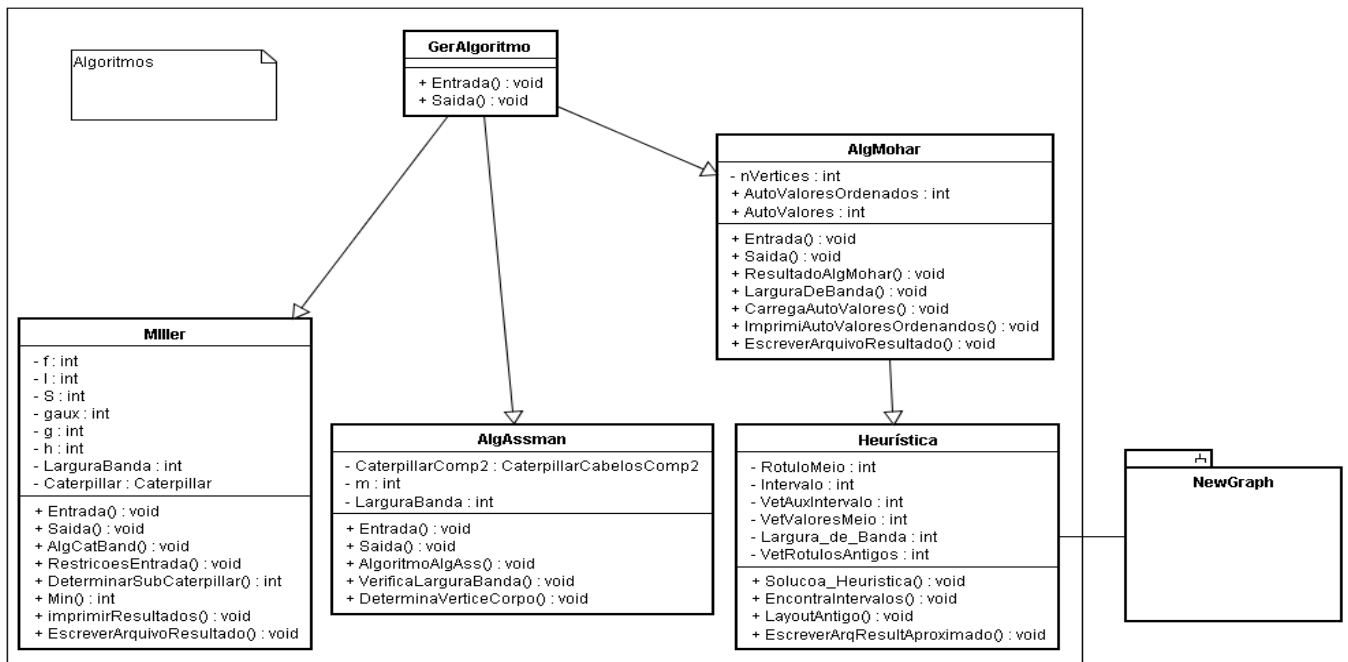 Algoritmos
GerAlgoritmo
+ Entrada() : void
+ Saida() : void
AlgMohar
- nVertices : int
+ AutoValoresOrdenados : int
+ AutoValores : int
+ Entrada() : void
+ Saida() : void
+ ResultadoAlgMohar() : void
+ LarguraDeBanda() : void
+ CarregaAutoValores() : void
+ ImprimiAutoValoresOrdenandos() : void
+ EscreverArquivoResultado() : void
MIller
- f : int
- l : int
- S : int
- gaux : int
- g : int
- h : int
- LarguraBanda : int
- Caterpillar : Caterpillar
+ Entrada() : void
+ Saida() : void
+ AlgCatBand() : void
+ RestricoesEntrada() : void
+ DeterminarSubCaterpillar() : int
+ Min() : int
+ imprimirResultados() : void
+ EscreverArquivoResultado() : void
AlgAssman
- CaterpillarComp2 : CaterpillarCabelosComp2
- m : int
- LarguraBanda : int
+ Entrada() : void
+ Saida() : void
+ AlgoritmoAlgAss() : void
+ VerificaLarguraBanda() : void
+ DeterminaVerticeCorpo() : void
Heurística
- RotuloMeio : int
- Intervalo : int
- VetAuxIntervalo : int
- VetValoresMeio : int
- Largura_de_Banda : int
- VetRotulosAntigos : int
+ Solucoa_Heuristica() : void
+ EncontraIntervalos() : void
+ LayoutAntigo() : void
+ EscreverArqResultAproximado() : void
NewGraph